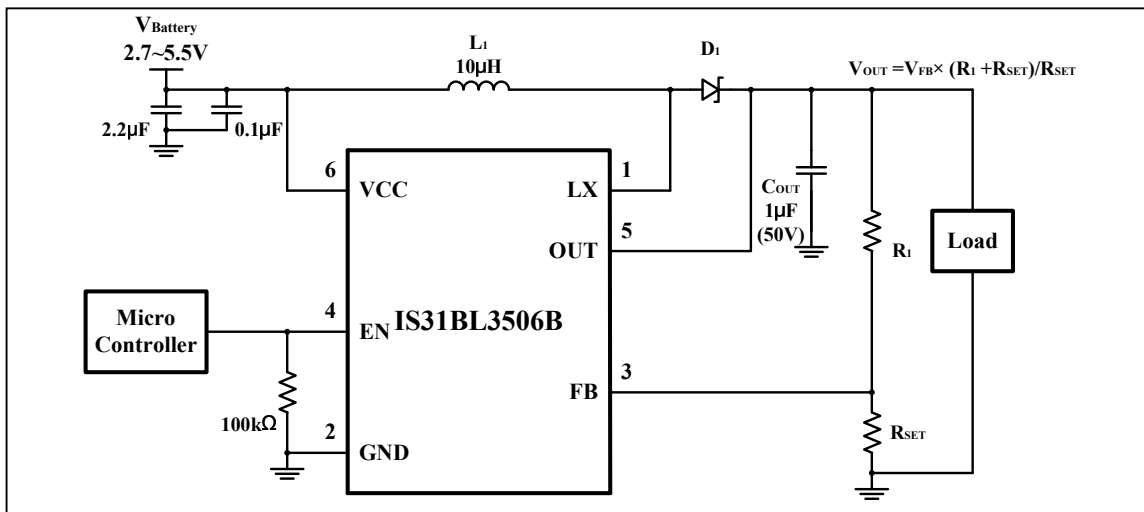 VBattery
2.7~5.5V
L1
10µH
D1
VOUT =VFB× (R1 +RSET)/RSET
2.2µF
0.1µF
6
VCC
1
LX
COUT
1µF
(50V)
5
OUT
R1
Load
Micro
Controller
4
EN
IS31BL3506B
3
FB
100kΩ
2
GND
RSET